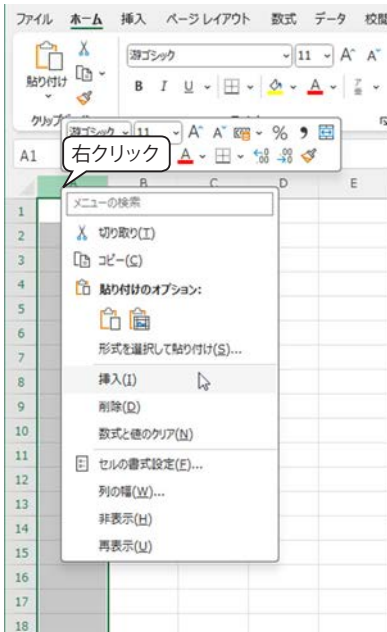 ファイル ホーム 挿入 ページ レイアウト 数式 データ 校閲
貼り付け
游ゴシック 11 A^ A˅
B I U A
クリップ
游ゴシック 11 A^ A˅ %
A
右クリック
A1
B C D E
メニューの検索
1
切り取り(T)
2
コピー(C)
3
貼り付けのオプション:
4
5
6
形式を選択して貼り付け(S)...
7
挿入(I)
8
削除(D)
9
数式と値のクリア(N)
10
11
セルの書式設定(F)...
12
列の幅(W)...
13
非表示(H)
14
再表示(U)
15
16
17
18